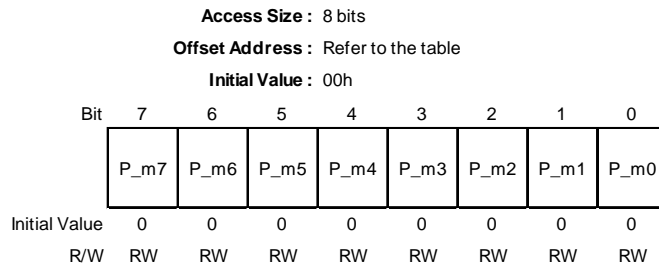 Access Size : 8 bits
Offset Address : Refer to the table
Initial Value : 00h
Bit 7 6 5 4 3 2 1 0
P_m7 P_m6 P_m5 P_m4 P_m3 P_m2 P_m1 P_m0
Initial Value 0 0 0 0 0 0 0 0
R/W RW RW RW RW RW RW RW RW